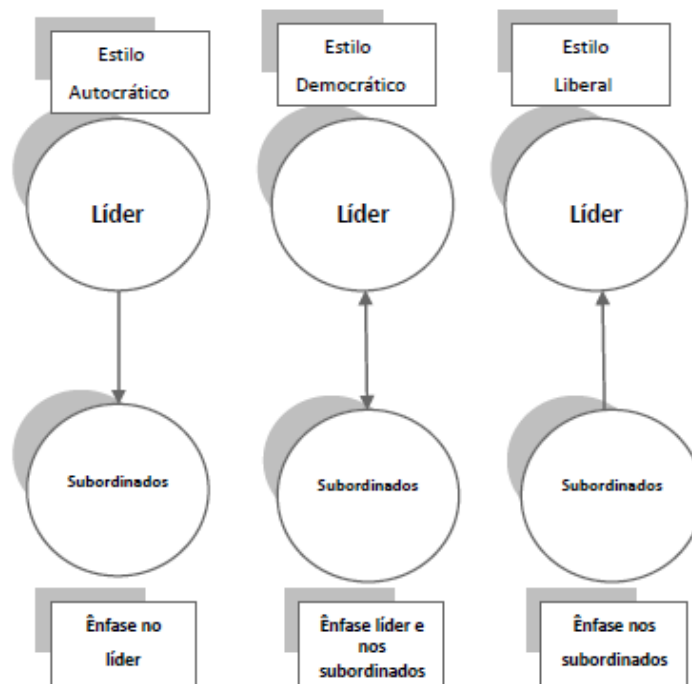 Estilo
Autocrático
Estilo
Democrático
Estilo
Liberal
Líder
Líder
Líder
Subordinados
Subordinados
Subordinados
Ênfase no
líder
Ênfase líder e
nos
subordinados
Ênfase nos
subordinados